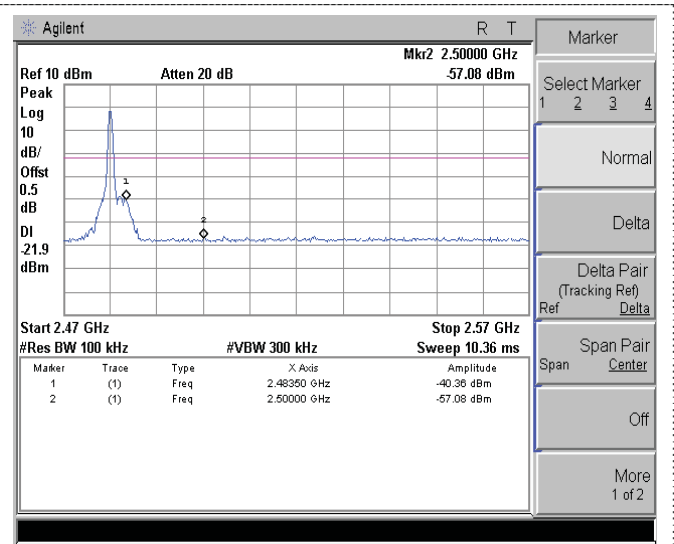 Agilent
R T
Mkr2 2.50000 GHz
Ref 10 dBm Atten 20 dB -57.08 dBm
Peak
Log
10
dB/
Offst
0.5
dB
DI
-21.9
dBm
1
2
Start 2.47 GHz Stop 2.57 GHz
#Res BW 100 kHz #VBW 300 kHz Sweep 10.36 ms
Marker Trace Type X Axis Amplitude
1 (1) Freq 2.48350 GHz -40.36 dBm
2 (1) Freq 2.50000 GHz -57.08 dBm
Marker
Select Marker
1 2 3 4
Normal
Delta
Delta Pair
(Tracking Ref)
Ref Delta
Span Pair
Span Center
Off
More
1 of 2